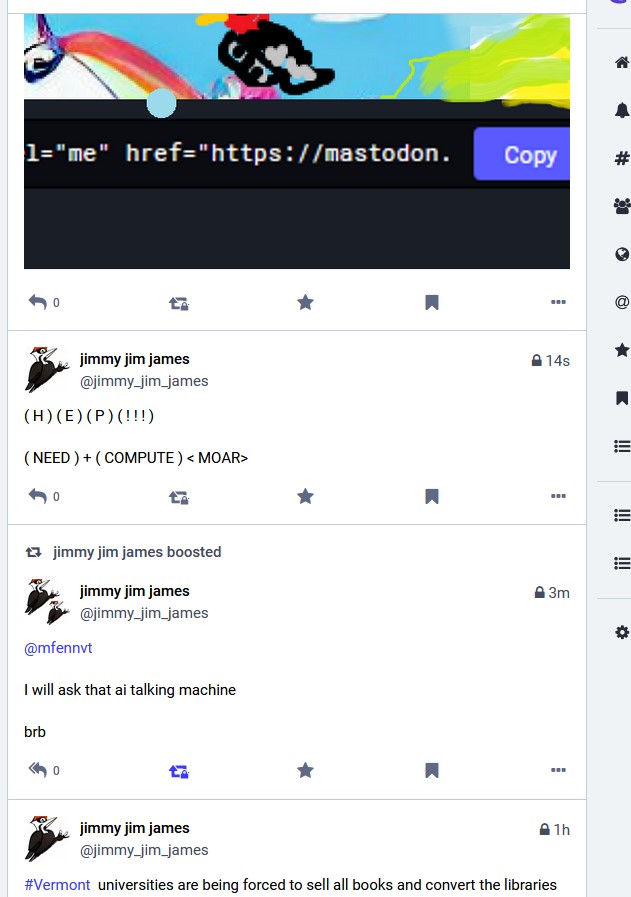 l="me" href="https://mastodon.
Copy
0
jimmy jim james
14s
@jimmy_jim_james
( H ) ( E ) ( P ) ( ! ! ! )
( NEED ) + ( COMPUTE ) < MOAR>
0
jimmy jim james boosted
jimmy jim james
3m
@jimmy_jim_james
@mfennvt
I will ask that ai talking machine
brb
0
jimmy jim james
1h
@jimmy_jim_james
#Vermont universities are being forced to sell all books and convert the libraries